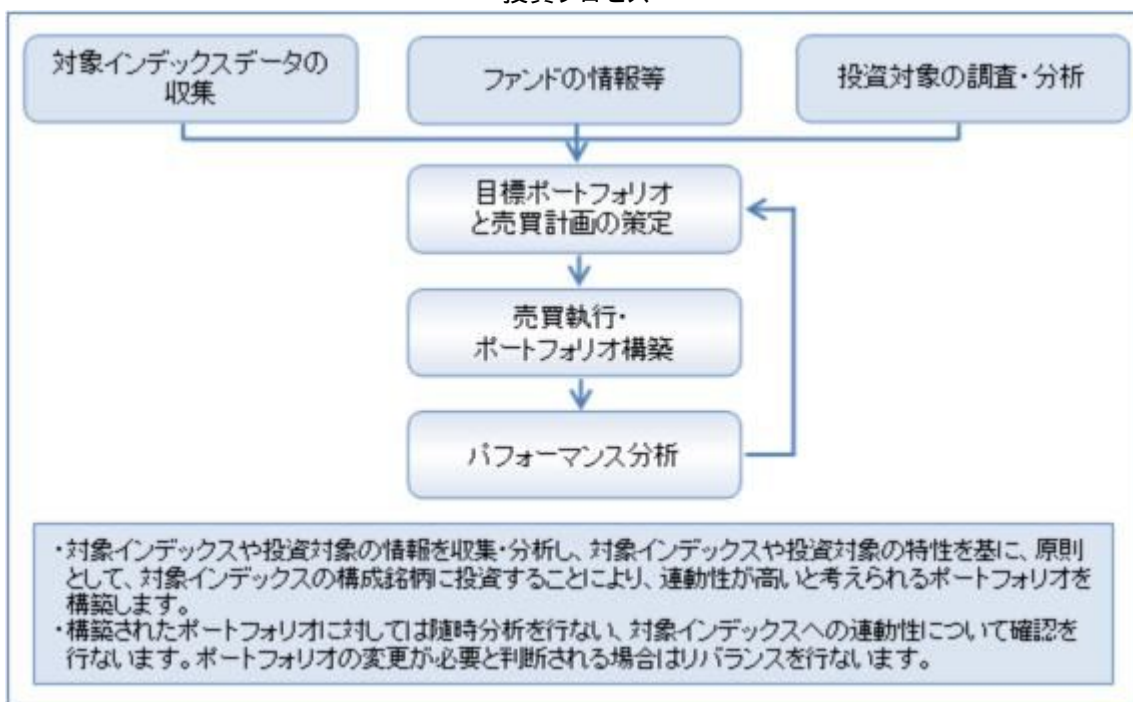 対象インデックスデータの
収集
ファンドの情報等
投資対象の調査・分析
目標ポートフォリオ
と売買計画の策定
売買執行・
ポートフォリオ構築
パフォーマンス分析
・対象インデックスや投資対象の情報を収集・分析し、対象インデックスや投資対象の特性を基に、原則
として、対象インデックスの構成銘柄に投資することにより、連動性が高いと考えられるポートフォリオを
構築します。
・構築されたポートフォリオに対しては随時分析を行ない、対象インデックスへの連動性について確認を
行ないます。ポートフォリオの変更が必要と判断される場合はリバランスを行ないます。